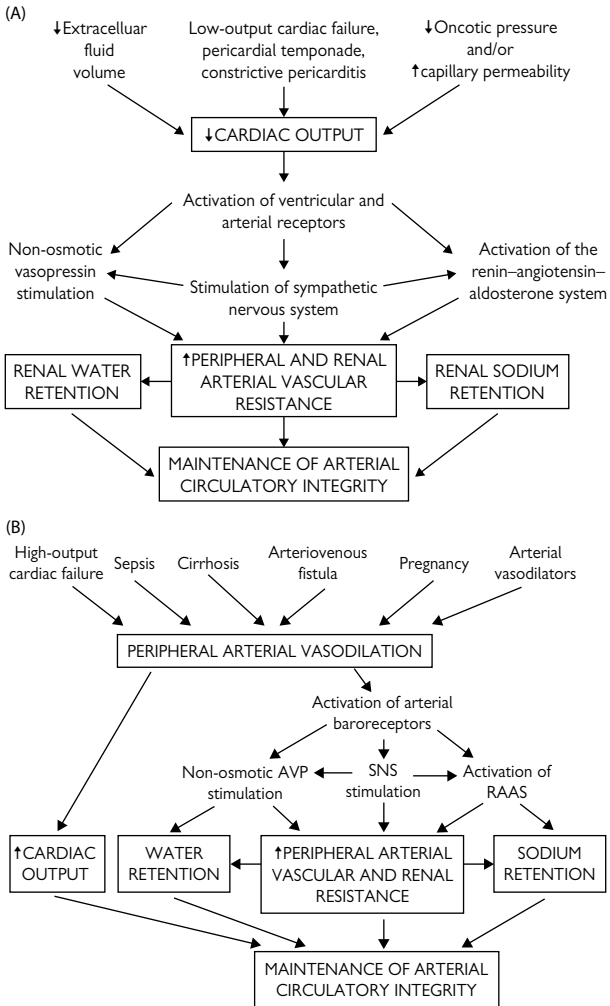 (A)
↓Extracelluar
fluid
volume
Low-output cardiac failure,
pericardial temponade,
constrictive pericarditis
↓Oncotic pressure
and/or
↑capillary permeability
↓CARDIAC OUTPUT
Activation of ventricular and
arterial receptors
Non-osmotic
vasopressin
stimulation
Stimulation of sympathetic
nervous system
Activation of the
renin–angiotensin–
aldosterone system
RENAL WATER
RETENTION
↑PERIPHERAL AND RENAL
ARTERIAL VASCULAR
RESISTANCE
RENAL SODIUM
RETENTION
MAINTENANCE OF ARTERIAL
CIRCULATORY INTEGRITY
(B)
High-output
cardiac failure
Sepsis
Cirrhosis
Arteriovenous
fistula
Pregnancy
Arterial
vasodilators
PERIPHERAL ARTERIAL VASODILATION
Activation of arterial
baroreceptors
Non-osmotic AVP
stimulation
SNS
stimulation
Activation of
RAAS
↑CARDIAC
OUTPUT
WATER
RETENTION
↑PERIPHERAL ARTERIAL
VASCULAR AND RENAL
RESISTANCE
SODIUM
RETENTION
MAINTENANCE OF ARTERIAL
CIRCULATORY INTEGRITY